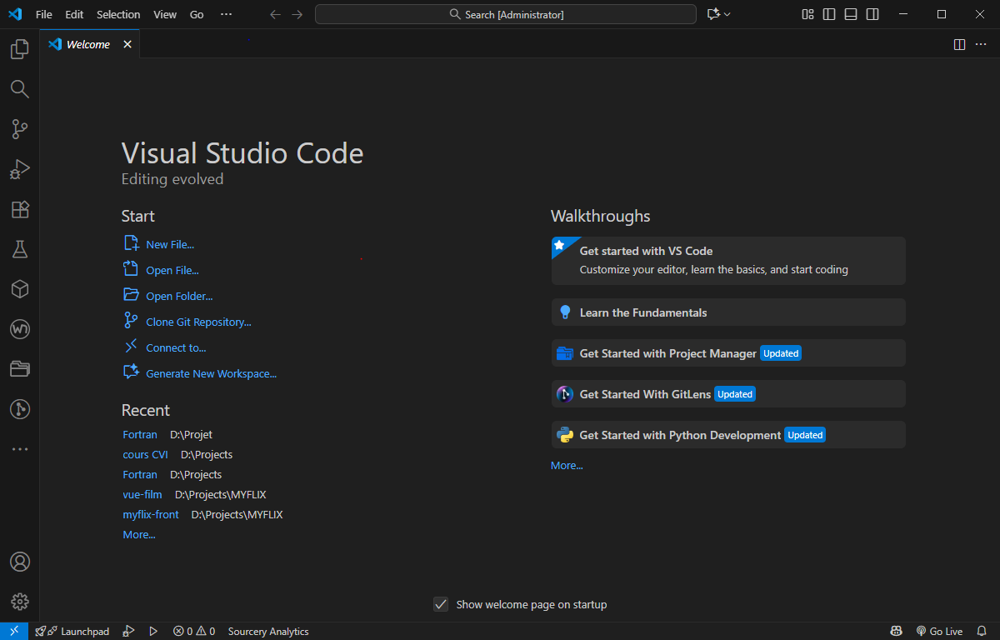 File Edit Selection View Go ··· Search [Administrator]
Welcome
Visual Studio Code
Editing evolved
Start
New File...
Open File...
Open Folder...
Clone Git Repository...
Connect to...
Generate New Workspace...
Recent
Fortran D:\Projet
cours CVI D:\Projects
Fortran D:\Projects
vue-film D:\Projects\MYFLIX
myflix-front D:\Projects\MYFLIX
More...
Walkthroughs
Get started with VS Code
Customize your editor, learn the basics, and start coding
Learn the Fundamentals
Get Started with Project Manager Updated
Get Started With GitLens Updated
Get Started with Python Development Updated
More...
Show welcome page on startup
Launchpad 0 0 Sourcery Analytics Go Live